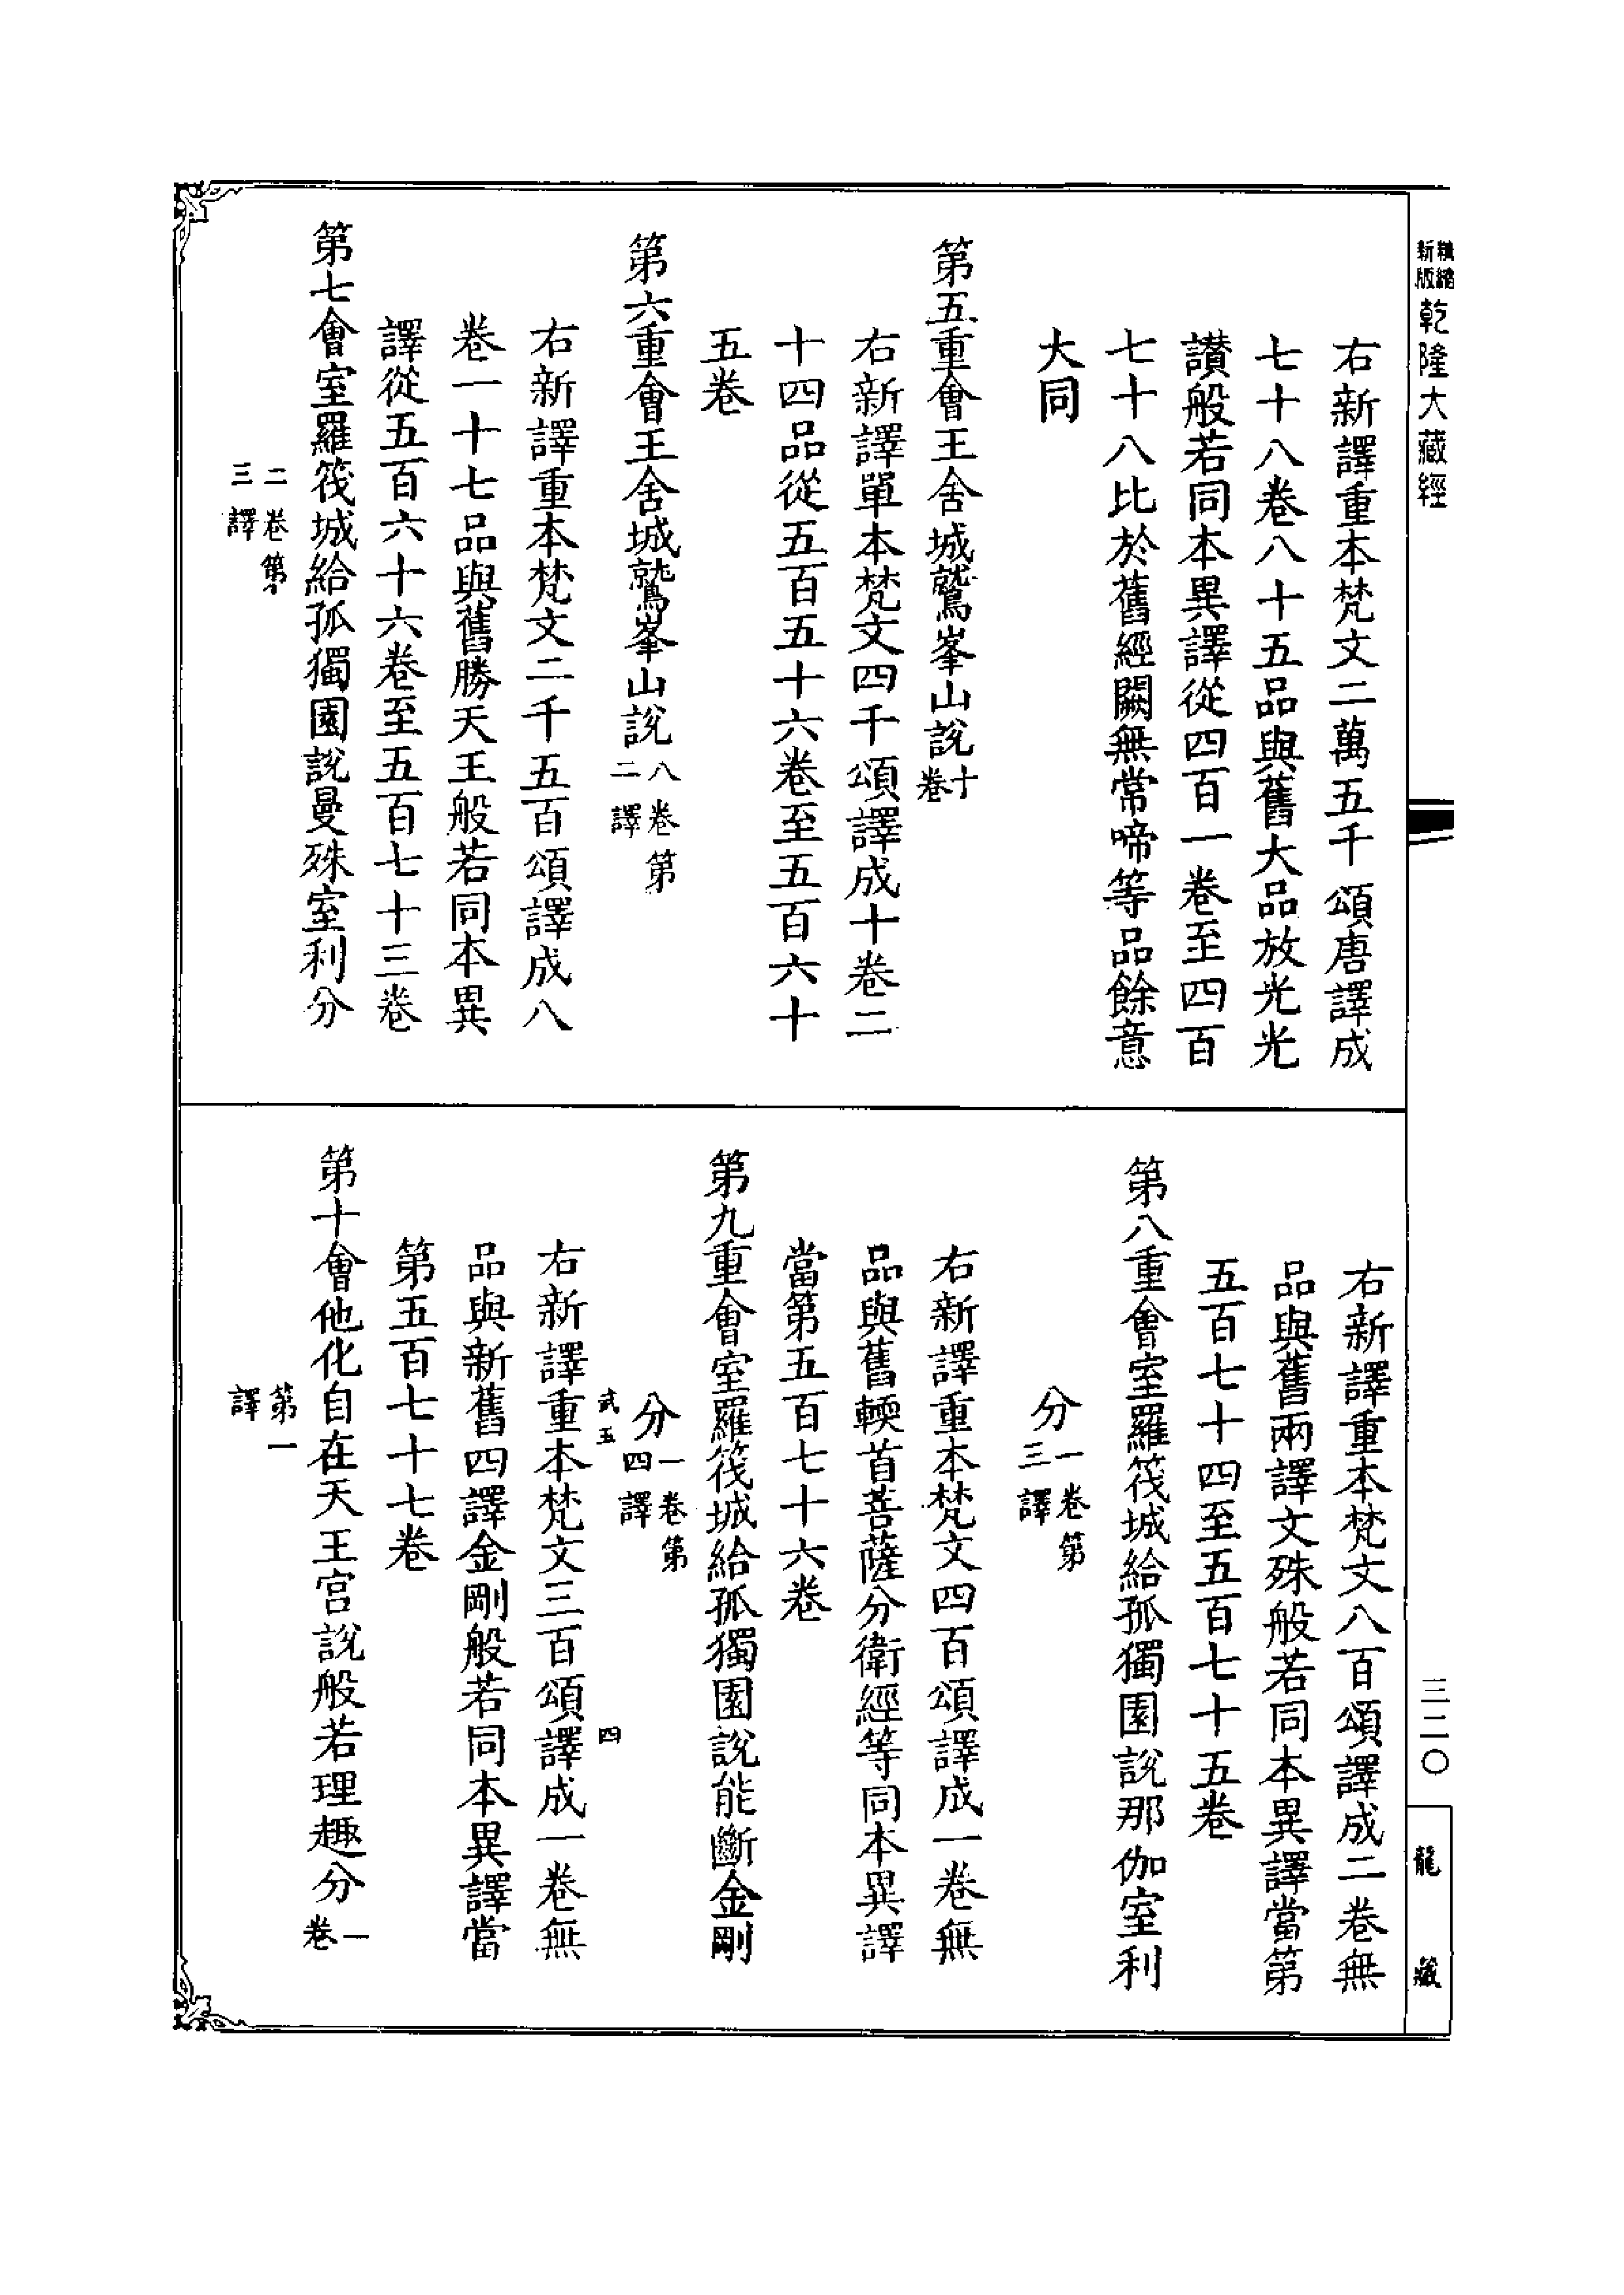 精縮新版乾隆大藏經
右新譯重本梵文二萬五千頌唐譯成
七十八卷八十五品與舊大品放光光
讃般若同本異譯從四百一卷至四百
七十八比於舊經闕無常啼等品餘意
大同
第五重會王舍城鷲峯山說十卷
右新譯單本梵文四千頌譯成十卷二
十四品從五百五十六卷至五百六十
五卷
第六重會王舍城鷲峯山說八卷第二譯
右新譯重本梵文二千五百頌譯成八
卷一十七品與舊勝天王般若同本異
譯從五百六十六卷至五百七十三卷
第七會室羅筏城給孤獨園說曼殊室利分
二卷第三譯
右新譯重本梵文八百頌譯成二卷無
品與舊兩譯文殊般若同本異譯當第
五百七十四至五百七十五卷
第八重會室羅筏城給孤獨園說那伽室利
分一卷第三譯
右新譯重本梵文四百頌譯成一卷無
品與舊輭首菩薩分衛經等同本異譯
當第五百七十六卷
第九重會室羅筏城給孤獨園說能斷金剛
分一卷第四譯
武五 四
右新譯重本梵文三百頌譯成一卷無
品與新舊四譯金剛般若同本異譯當
第五百七十七卷
第十會他化自在天王宮說般若理趣分一卷
第一譯
三二〇
龍藏